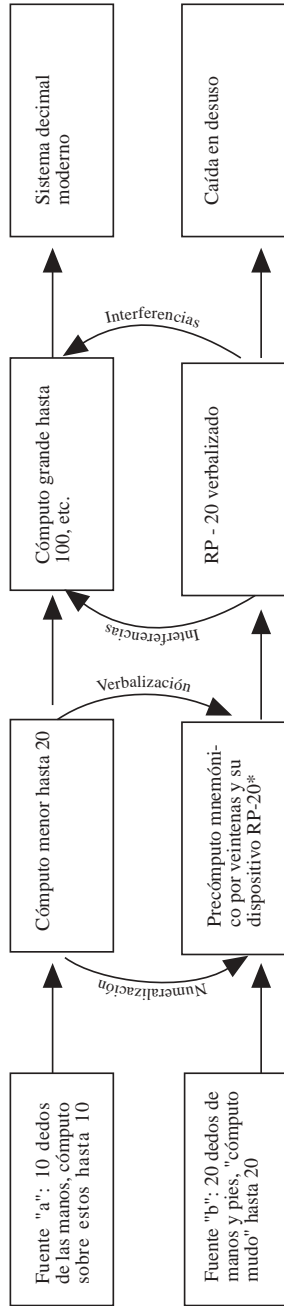 Fuente "a": 10 dedos
de las manos, cómputo
sobre estos hasta 10
Cómputo menor hasta 20
Cómputo grande hasta
100, etc.
Sistema decimal
moderno
Numeralización
Verbalización
Interferencias
Interferencias
Fuente "b": 20 dedos de
manos y pies, "cómputo
mudo" hasta 20
Precómputo mnemóni-
co por veintenas y su
dispositivo RP-20*
RP - 20 verbalizado
Caída en desuso